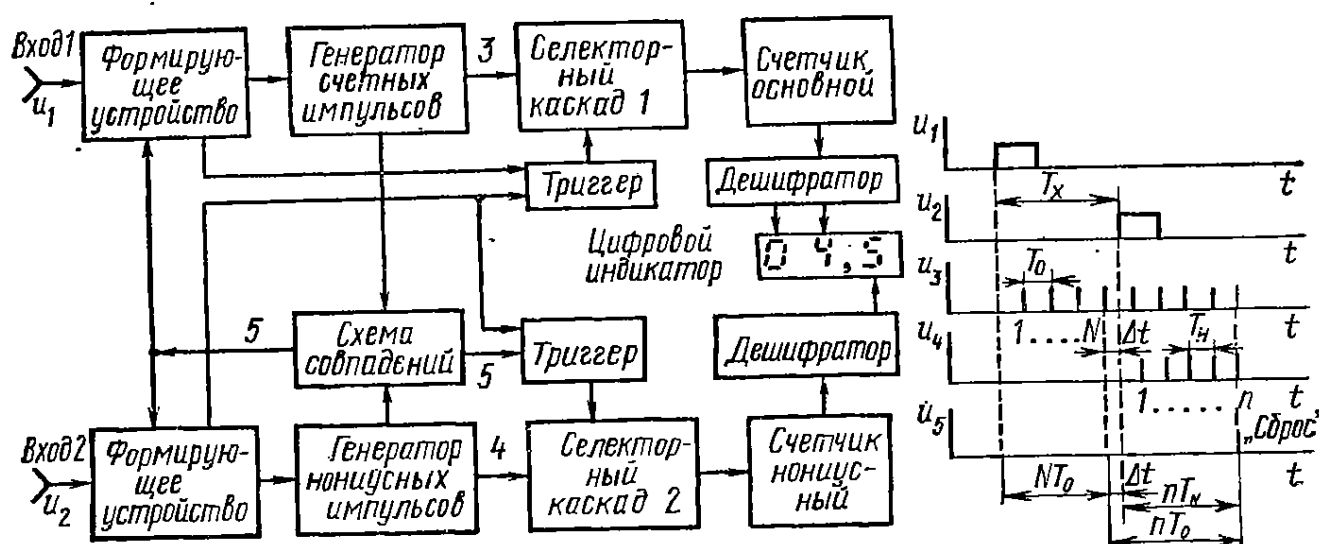 Вход1
u1
Формирую-
щее
устройство
Генератор
счетных
импульсов
3
Селектор-
ный
каскад 1
Счетчик
основной
Триггер
Дешифратор
Цифровой
индикатор
0 4,5
5
Схема
совпадений
5
Триггер
Дешифратор
Вход2
u2
Формирую-
щее
устройство
Генератор
нониусных
импульсов
4
Селектор-
ный
каскад 2
Счетчик
нониус-
ный
u1
t
Tх
u2
t
T0
u3
1.....N
t
Δt
Tн
u4
1......n
t
u5
„Сброс"
t
NT0
Δt
nTн
nT0